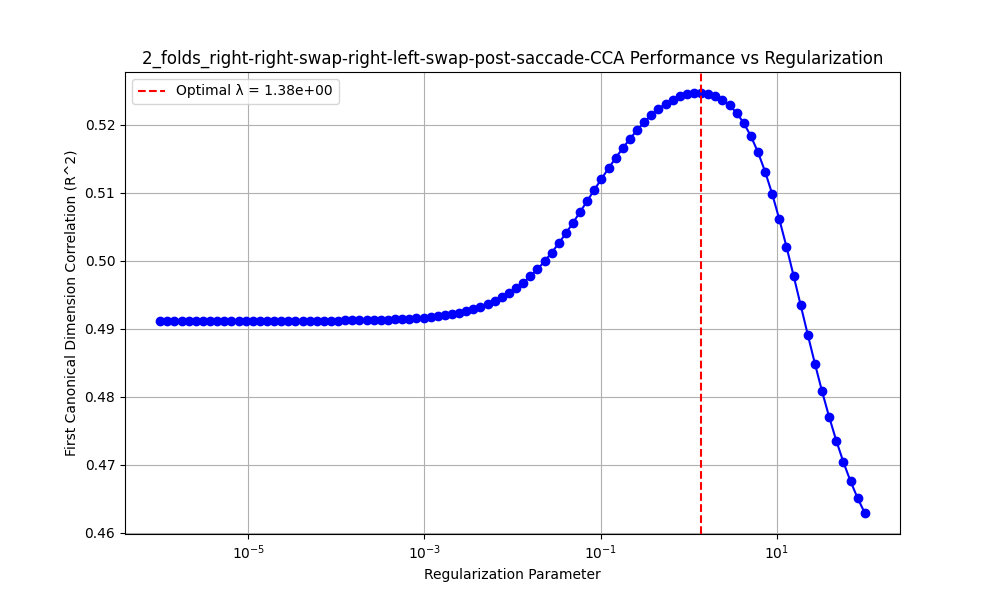 2_folds_right-right-swap-right-left-swap-post-saccade-CCA Performance vs Regularization
Optimal λ = 1.38e+00
First Canonical Dimension Correlation (R^2)
0.52
0.51
0.50
0.49
0.48
0.47
0.46
10⁻⁵
10⁻³
10⁻¹
10¹
Regularization Parameter